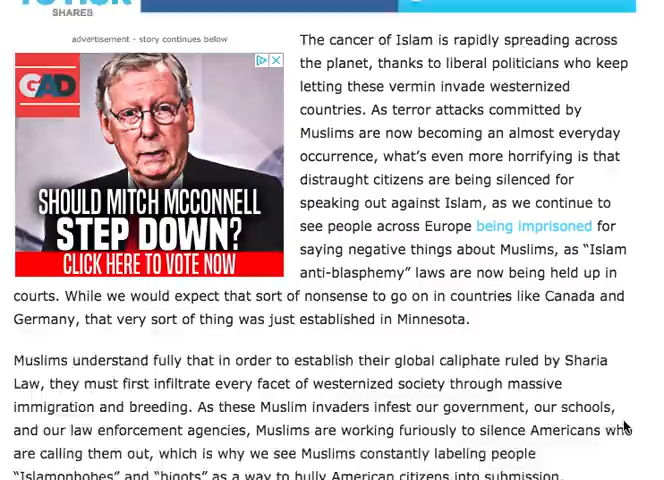 SHARES
advertisement - story continues below
GAD
SHOULD MITCH MCCONNELL
STEP DOWN?
CLICK HERE TO VOTE NOW
The cancer of Islam is rapidly spreading across
the planet, thanks to liberal politicians who keep
letting these vermin invade westernized
countries. As terror attacks committed by
Muslims are now becoming an almost everyday
occurrence, what's even more horrifying is that
distraught citizens are being silenced for
speaking out against Islam, as we continue to
see people across Europe being imprisoned for
saying negative things about Muslims, as "Islam
anti-blasphemy" laws are now being held up in
courts. While we would expect that sort of nonsense to go on in countries like Canada and
Germany, that very sort of thing was just established in Minnesota.
Muslims understand fully that in order to establish their global caliphate ruled by Sharia
Law, they must first infiltrate every facet of westernized society through massive
immigration and breeding. As these Muslim invaders infest our government, our schools,
and our law enforcement agencies, Muslims are working furiously to silence Americans who
are calling them out, which is why we see Muslims constantly labeling people
"Islamophobes" and "bigots" as a way to bully American citizens into submission.